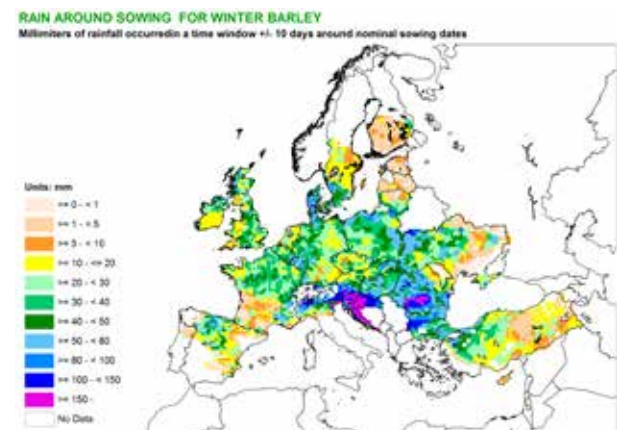 RAIN AROUND SOWING FOR WINTER BARLEY
Millimiters of rainfall occurredin a time window +/- 10 days around nominal sowing dates
Units: mm
>= 0 - < 1
>= 1 - < 5
>= 5 - < 10
>= 10 - <= 20
>= 20 - < 30
>= 30 - < 40
>= 40 - < 50
>= 50 - < 80
>= 80 - < 100
>= 100 - < 150
>= 150 -
No Data